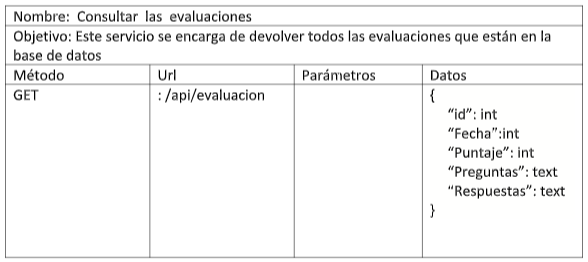 Nombre: Consultar las evaluaciones
Objetivo: Este servicio se encarga de devolver todos las evaluaciones que están en la
base de datos
Método Url Parámetros Datos
GET :/api/evaluacion {
“id”: int
“Fecha”:int
“Puntaje”: int
“Preguntas”: text
“Respuestas”: text
}